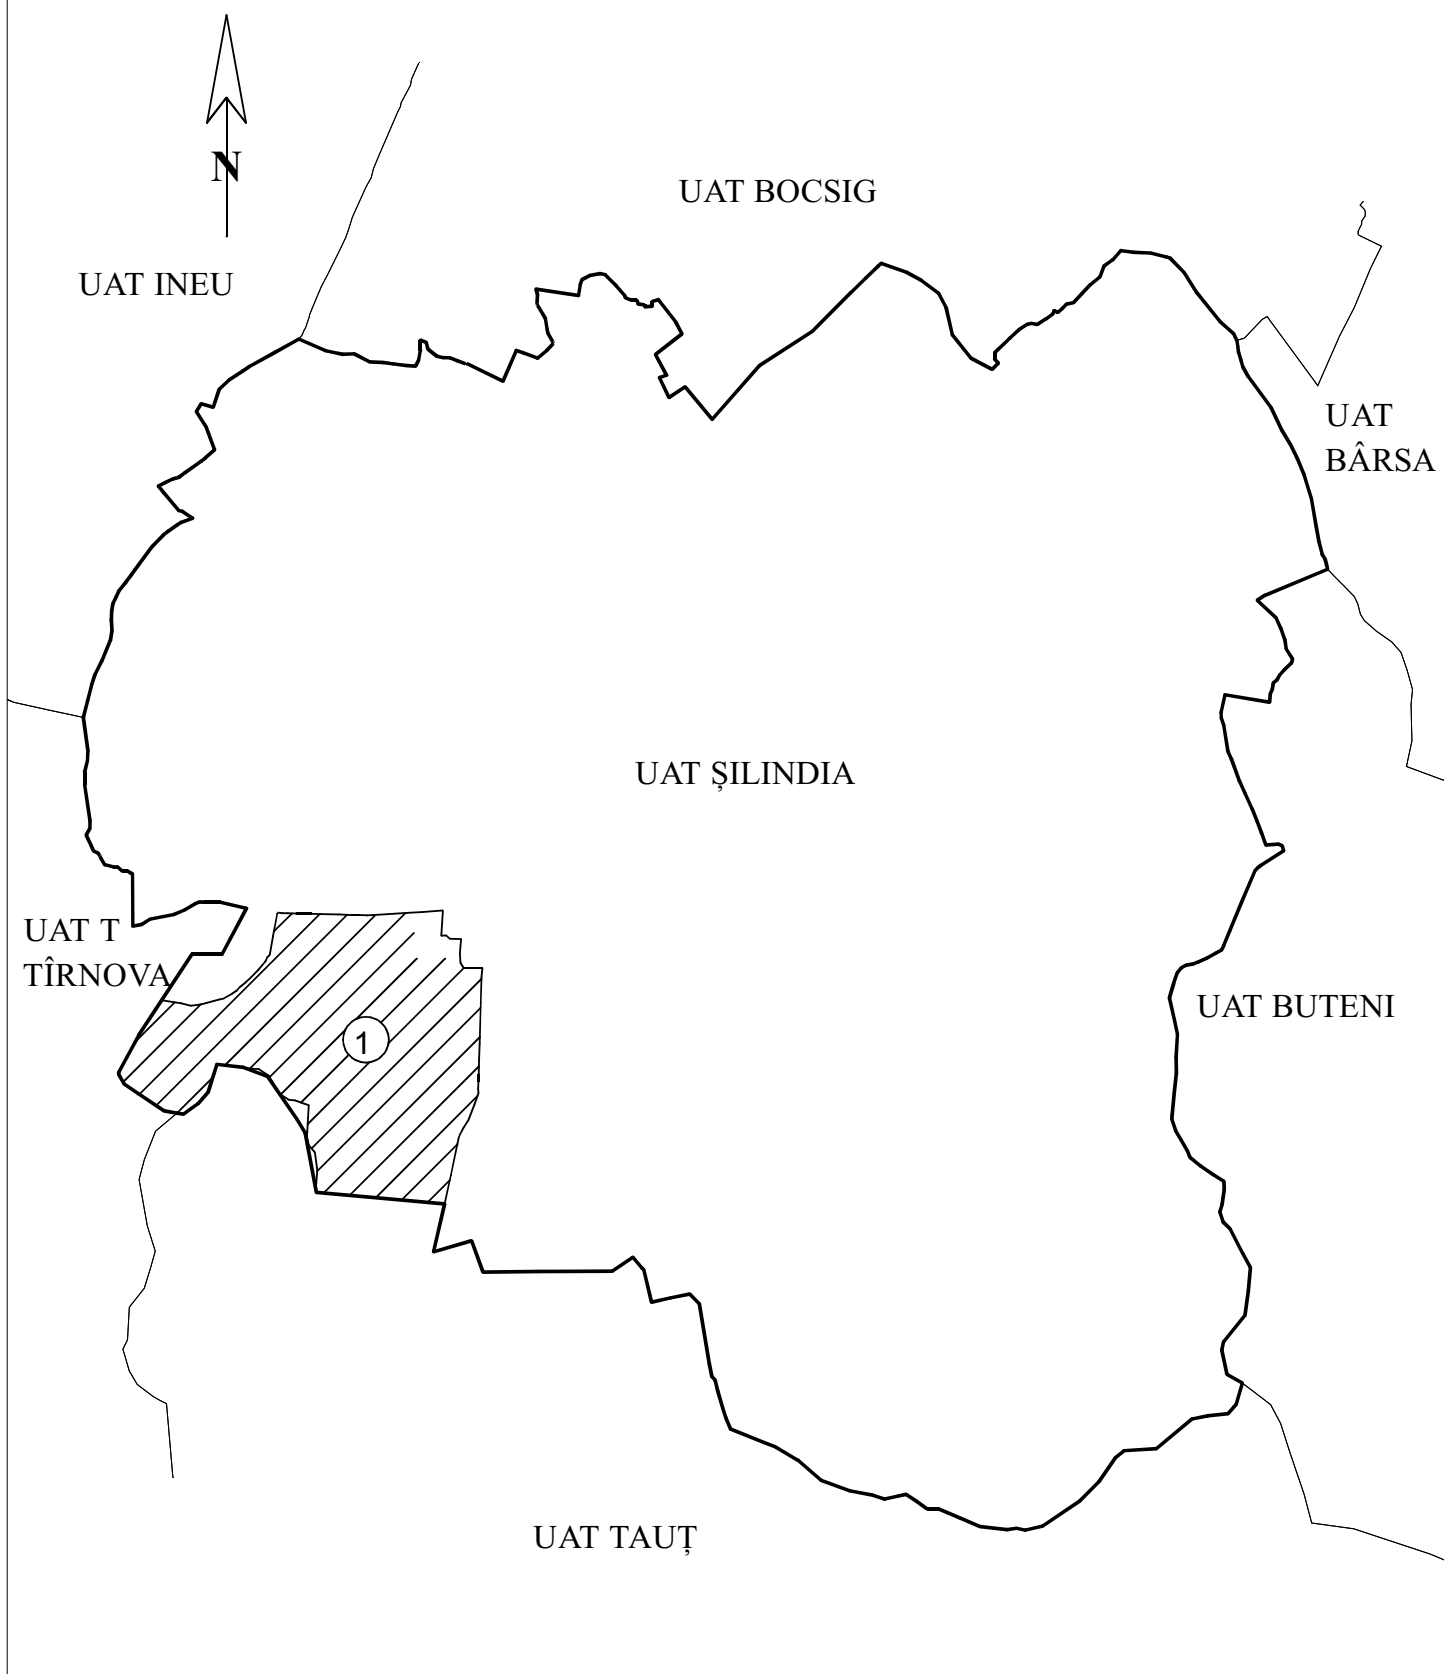 N
UAT BOCSIG
UAT INEU
UAT
BÂRSA
UAT ȘILINDIA
UAT T
TÎRNOVA
UAT BUTENI
1
UAT TAUȚ